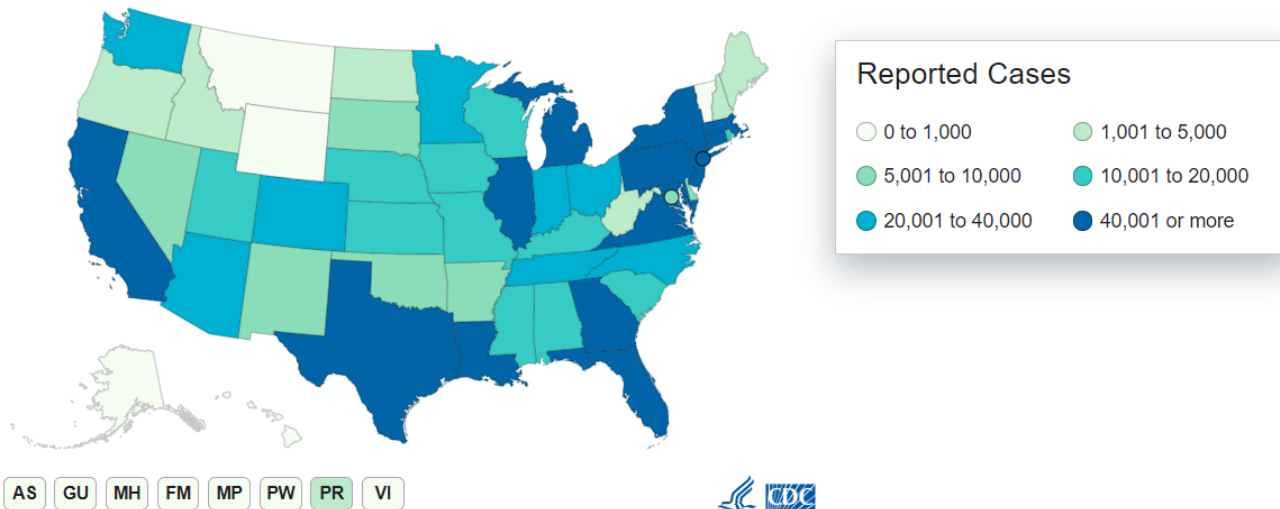 Reported Cases
0 to 1,000
1,001 to 5,000
5,001 to 10,000
10,001 to 20,000
20,001 to 40,000
40,001 or more
AS GU MH FM MP PW PR VI
CDC